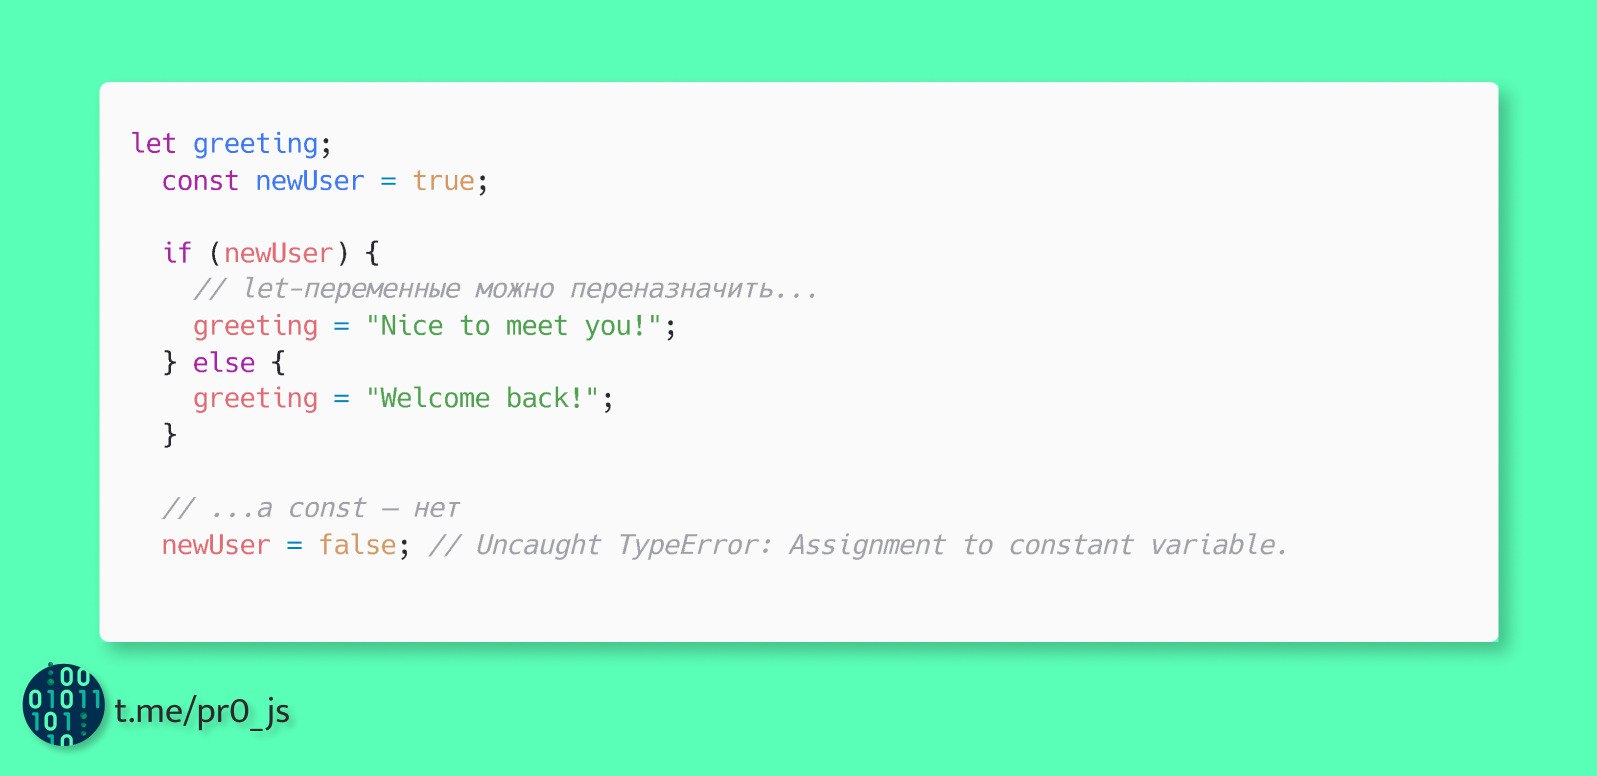 let greeting;
const newUser = true;
if (newUser) {
// let-переменные можно переназначить...
greeting = "Nice to meet you!";
} else {
greeting = "Welcome back!";
}
// ...а const — нет
newUser = false; // Uncaught TypeError: Assignment to constant variable.
00
01011
101
10
t.me/pr0_js